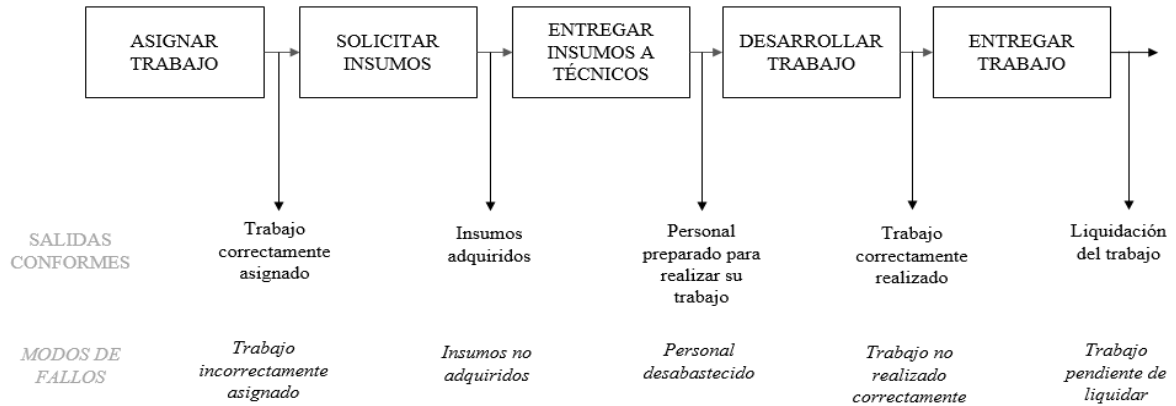 ASIGNAR
TRABAJO
SOLICITAR
INSUMOS
ENTREGAR
INSUMOS A
TÉCNICOS
DESARROLLAR
TRABAJO
ENTREGAR
TRABAJO
SALIDAS
CONFORMES
Trabajo
correctamente
asignado
Insumos
adquiridos
Personal
preparado para
realizar su
trabajo
Trabajo
correctamente
realizado
Liquidación
del trabajo
MODOS DE
FALLOS
Trabajo
incorrectamente
asignado
Insumos no
adquiridos
Personal
desabastecido
Trabajo no
realizado
correctamente
Trabajo
pendiente de
liquidar